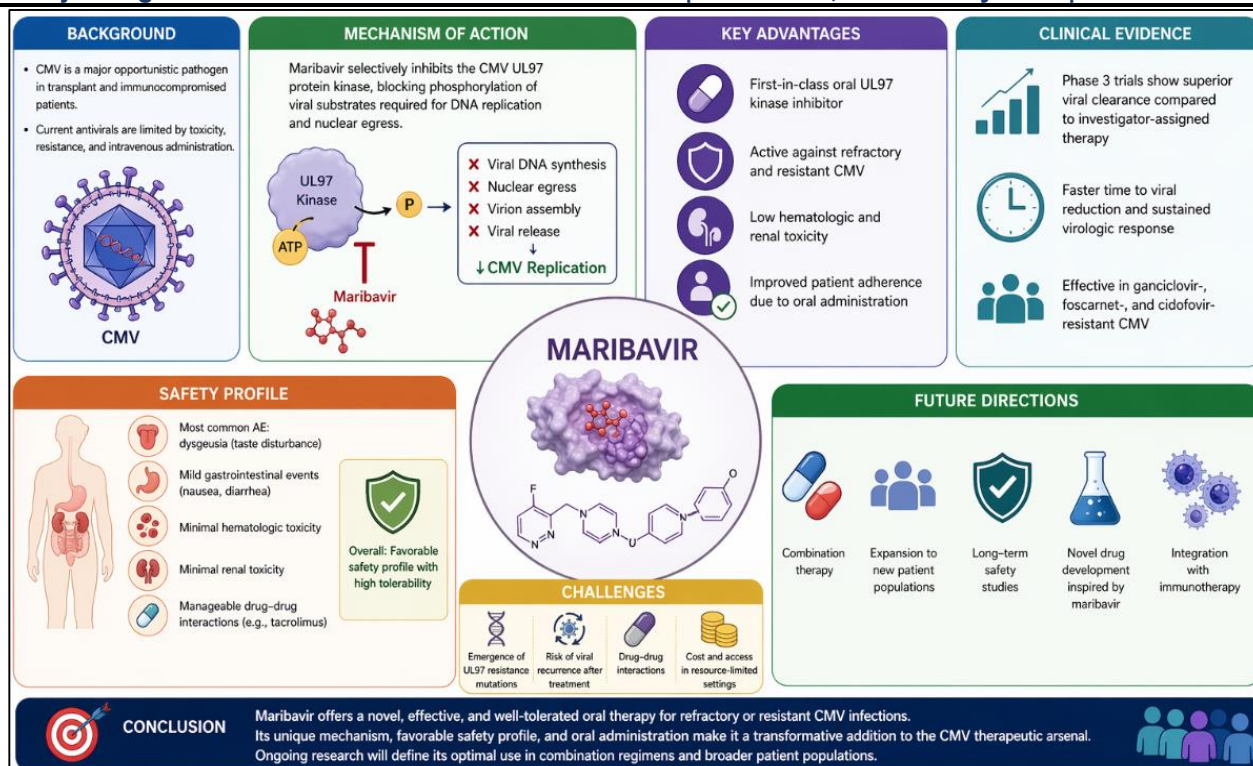 BACKGROUND
• CMV is a major opportunistic pathogen
in transplant and immunocompromised
patients.
• Current antivirals are limited by toxicity,
resistance, and intravenous administration.
CMV
MECHANISM OF ACTION
Maribavir selectively inhibits the CMV UL97
protein kinase, blocking phosphorylation of
viral substrates required for DNA replication
and nuclear egress.
UL97
Kinase
ATP
P
Maribavir
X Viral DNA synthesis
X Nuclear egress
X Virion assembly
X Viral release
↓
↓ CMV Replication
KEY ADVANTAGES
First-in-class oral UL97
kinase inhibitor
Active against refractory
and resistant CMV
Low hematologic and
renal toxicity
Improved patient adherence
due to oral administration
CLINICAL EVIDENCE
Phase 3 trials show superior
viral clearance compared
to investigator-assigned
therapy
Faster time to viral
reduction and sustained
virologic response
Effective in ganciclovir-,
foscarnet-, and cidofovir-
resistant CMV
MARIBAVIR
F
N
N
N
N
U
N
O
SAFETY PROFILE
Most common AE:
dysgeusia (taste disturbance)
Mild gastrointestinal events
(nausea, diarrhea)
Minimal hematologic toxicity
Minimal renal toxicity
Manageable drug-drug
interactions (e.g., tacrolimus)
Overall: Favorable
safety profile with
high tolerability
CHALLENGES
Emergence of
UL97 resistance
mutations
Risk of viral
recurrence after
treatment
Drug-drug
interactions
Cost and access
in resource-limited
settings
FUTURE DIRECTIONS
Combination
therapy
Expansion to
new patient
populations
Long-term
safety
studies
Novel drug
development
inspired by
maribavir
Integration
with
immunotherapy
CONCLUSION
Maribavir offers a novel, effective, and well-tolerated oral therapy for refractory or resistant CMV infections.
Its unique mechanism, favorable safety profile, and oral administration make it a transformative addition to the CMV therapeutic arsenal.
Ongoing research will define its optimal use in combination regimens and broader patient populations.